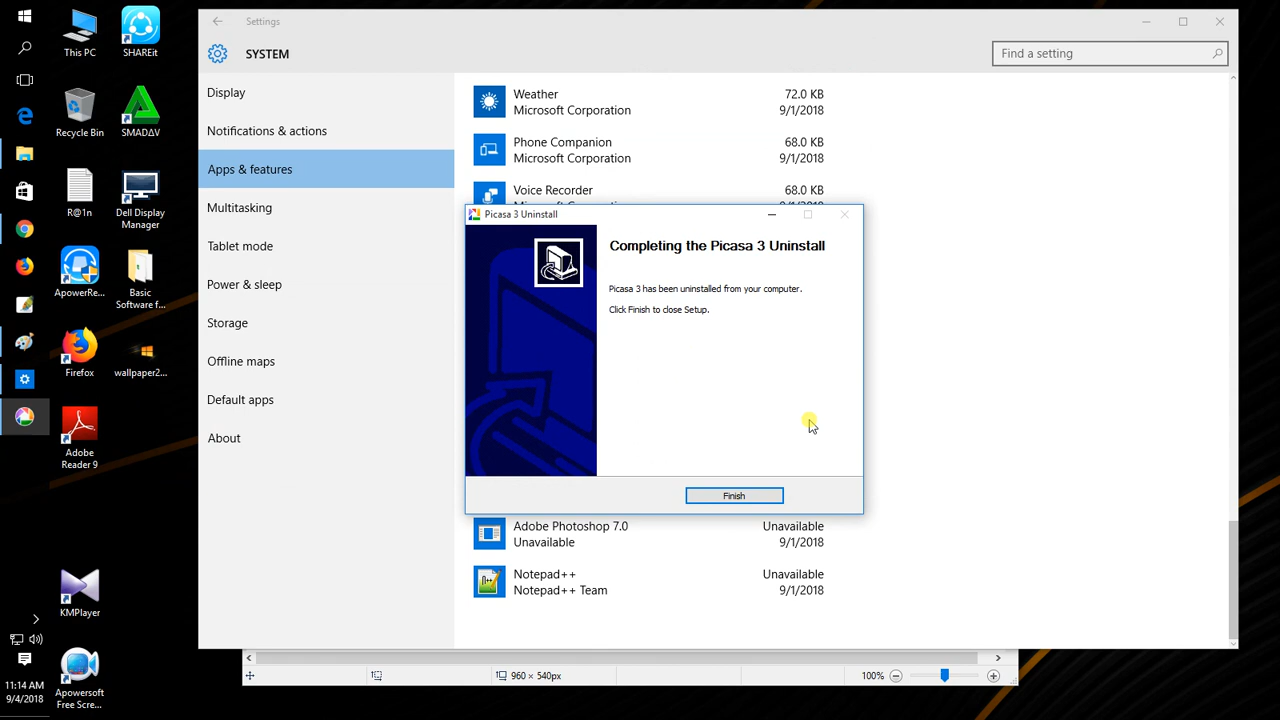 This PC
SHAREit
Recycle Bin
SMADΔV
R@1n
Dell Display
Manager
ApowerRe...
Basic
Software f...
Firefox
wallpaper2...
Adobe
Reader 9
KMPlayer
Apowersoft
Free Scre...
11:14 AM
9/4/2018
Settings
SYSTEM
Find a setting
Display
Notifications & actions
Apps & features
Multitasking
Tablet mode
Power & sleep
Storage
Offline maps
Default apps
About
Weather 72.0 KB
Microsoft Corporation 9/1/2018
Phone Companion 68.0 KB
Microsoft Corporation 9/1/2018
Voice Recorder 68.0 KB
Picasa 3 Uninstall
Completing the Picasa 3 Uninstall
Picasa 3 has been uninstalled from your computer.
Click Finish to close Setup.
Finish
Adobe Photoshop 7.0 Unavailable
Unavailable 9/1/2018
Notepad++ Unavailable
Notepad++ Team 9/1/2018
960 × 540px
100%